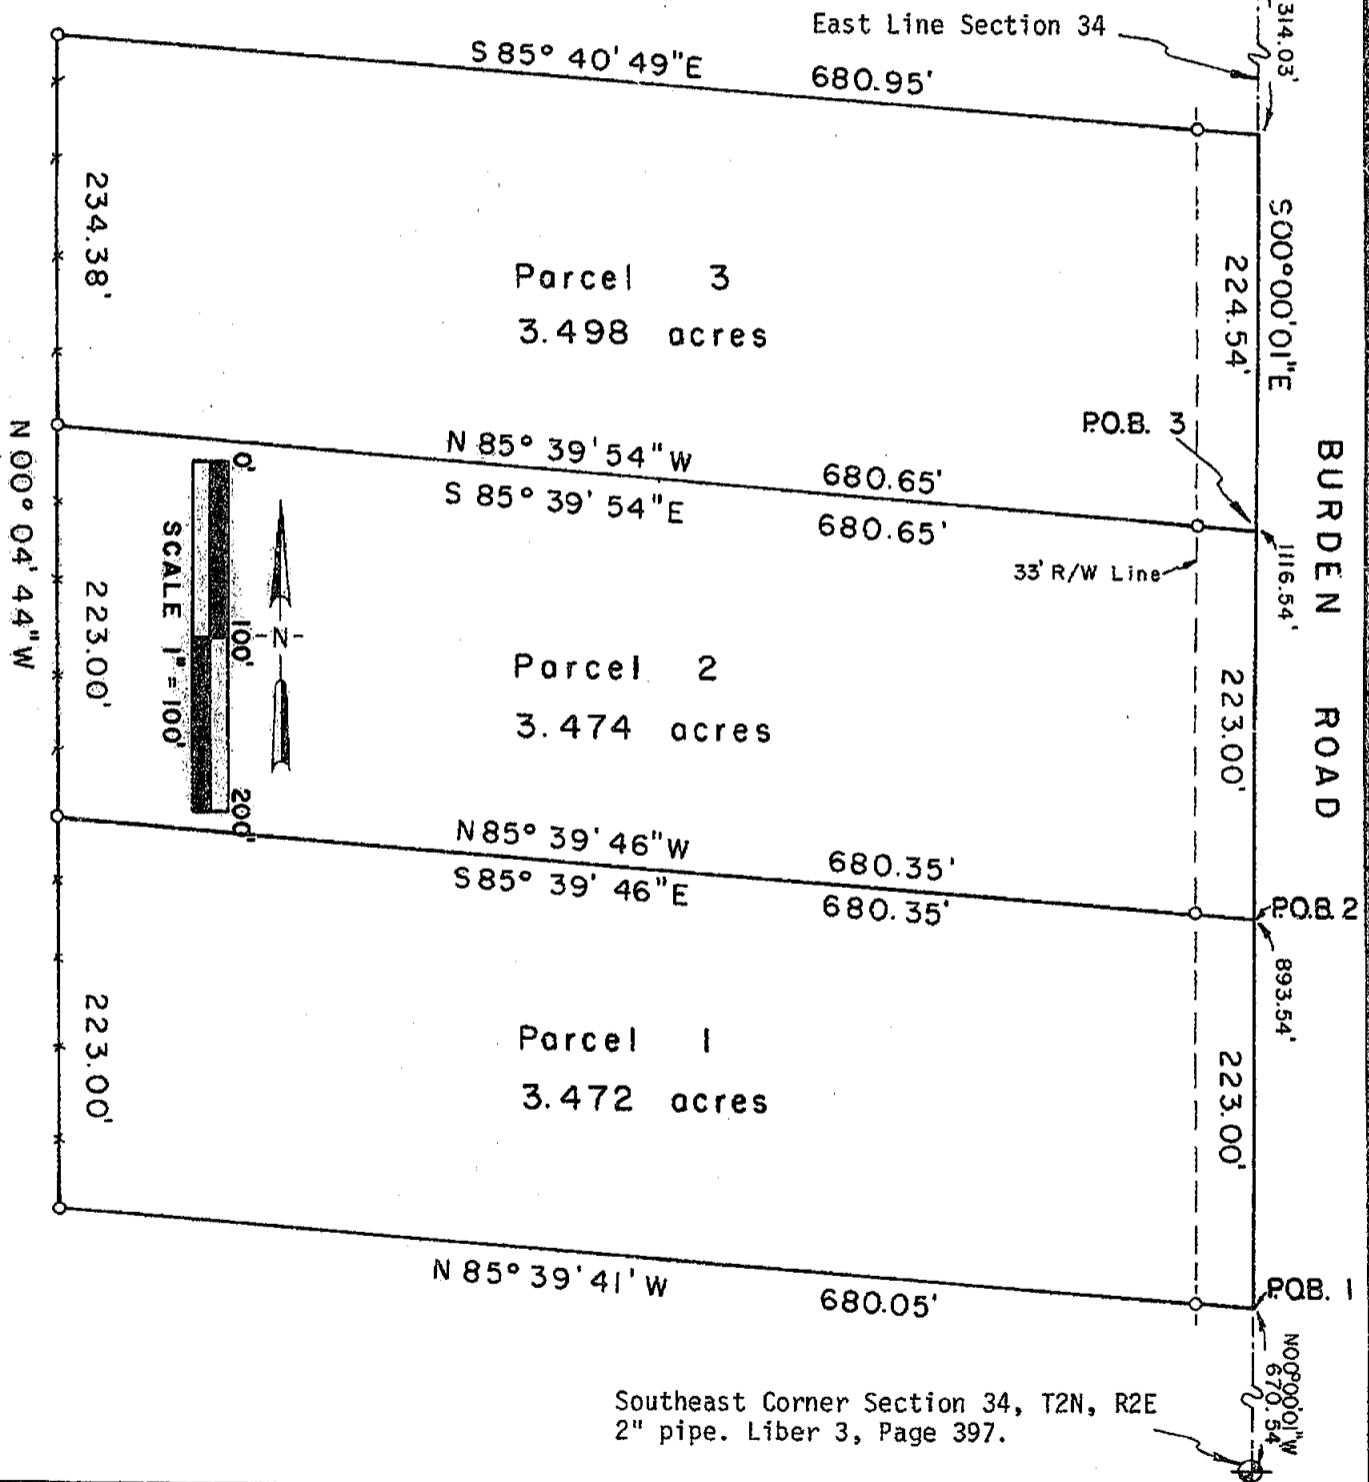 East Line Section 34
314.03'
S 85° 40' 49"E 680.95'
S00°00'01"E
224.54'
234.38'
Parcel 3
3.498 acres
P.O.B. 3
BURDEN ROAD
N 85° 39' 54"W 680.65'
S 85° 39' 54"E 680.65'
1116.54'
33' R/W Line
N 00° 04' 44"W
0'
100'
200'
SCALE 1" = 100'
N
223.00'
Parcel 2
3.474 acres
223.00'
N 85° 39' 46"W 680.35'
S 85° 39' 46"E 680.35'
P.O.B. 2
893.54'
223.00'
Parcel 1
3.472 acres
223.00'
N 85° 39' 41' W 680.05'
P.O.B. 1
N00°00'01"W
670.54
Southeast Corner Section 34, T2N, R2E
2" pipe. Liber 3, Page 397.